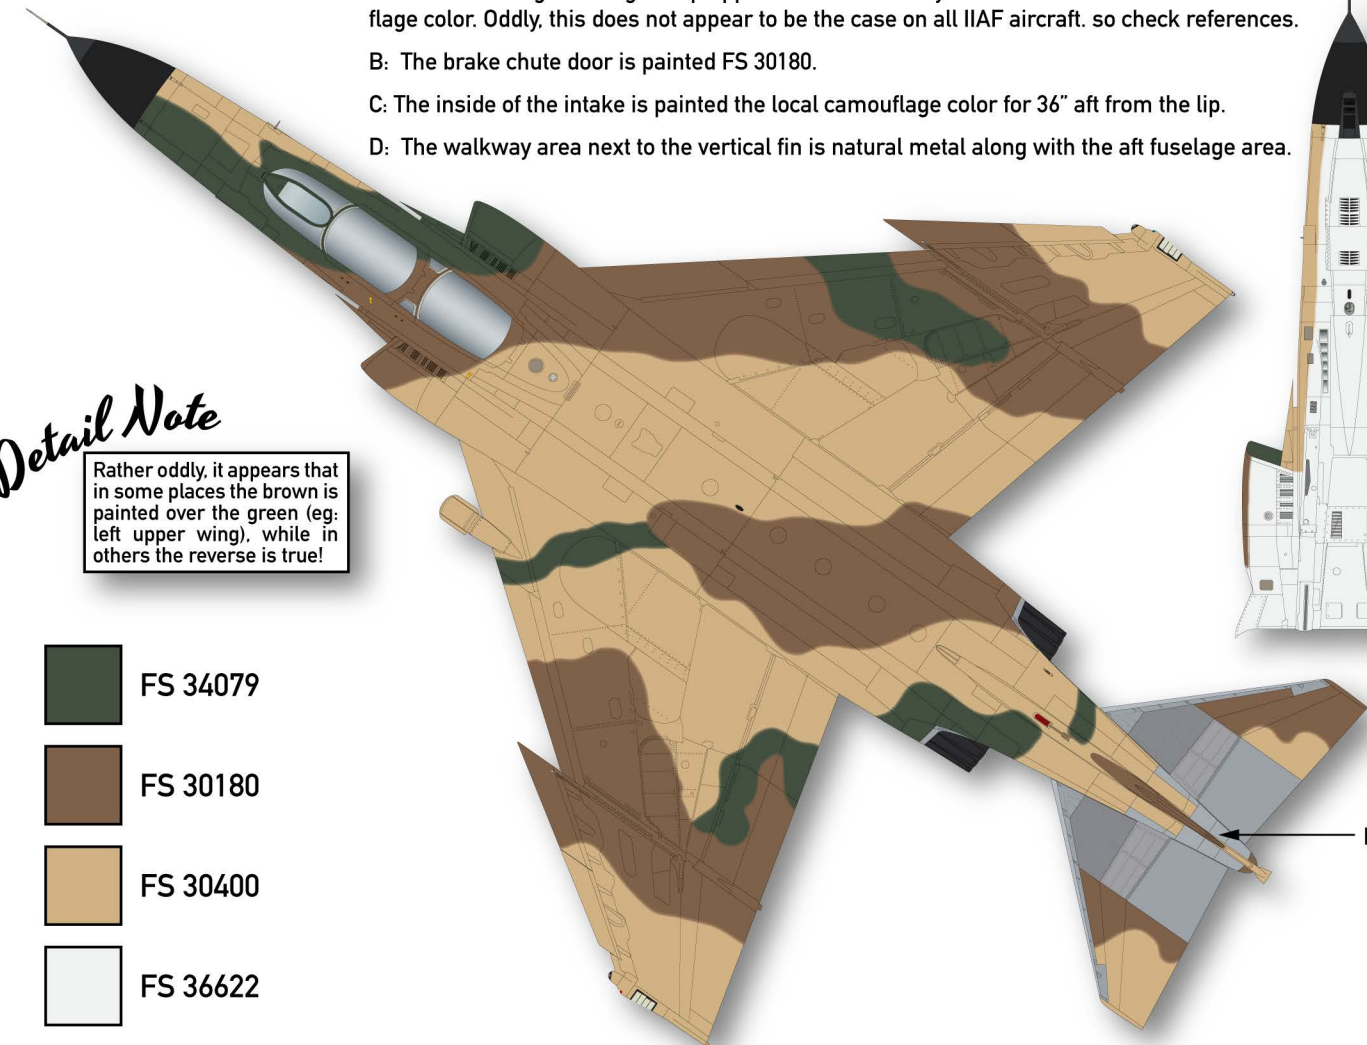 flage color. Oddly, this does not appear to be the case on all IIAF aircraft. so check references.
B: The brake chute door is painted FS 30180.
C: The inside of the intake is painted the local camouflage color for 36" aft from the lip.
D: The walkway area next to the vertical fin is natural metal along with the aft fuselage area.
Detail Note
Rather oddly, it appears that
in some places the brown is
painted over the green (eg:
left upper wing), while in
others the reverse is true!
FS 34079
FS 30180
FS 30400
FS 36622